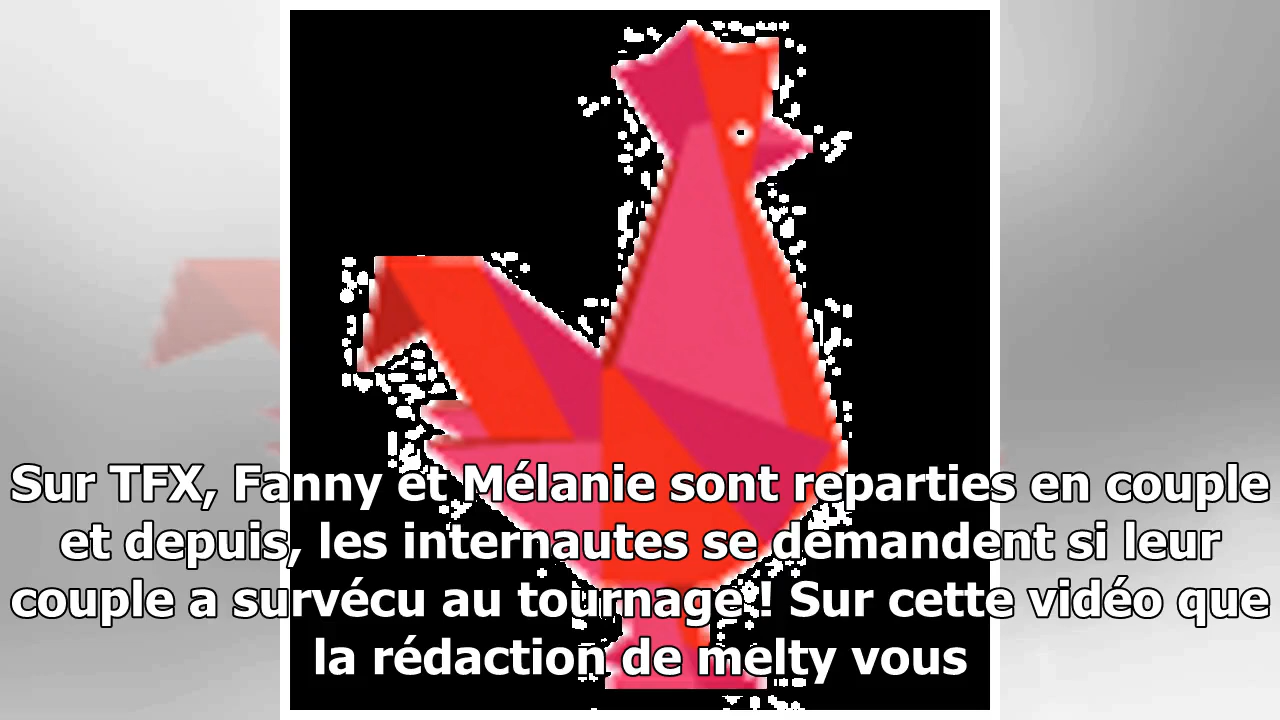 Sur TFX, Fanny et Mélanie sont reparties en couple
et depuis, les internautes se demandent si leur
couple a survécu au tournage ! Sur cette vidéo que
la rédaction de melty vous